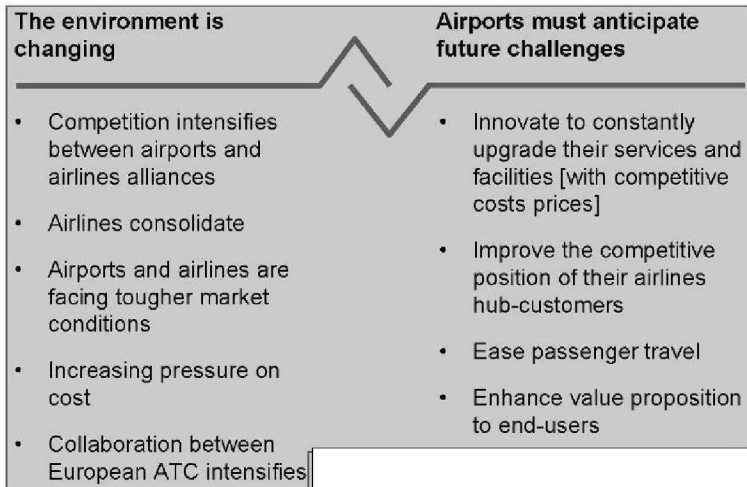 The environment is
changing
• Competition intensifies
between airports and
airlines alliances
• Airlines consolidate
• Airports and airlines are
facing tougher market
conditions
• Increasing pressure on
cost
• Collaboration between
European ATC intensifies
Airports must anticipate
future challenges
• Innovate to constantly
upgrade their services and
facilities [with competitive
costs prices]
• Improve the competitive
position of their airlines
hub-customers
• Ease passenger travel
• Enhance value proposition
to end-users